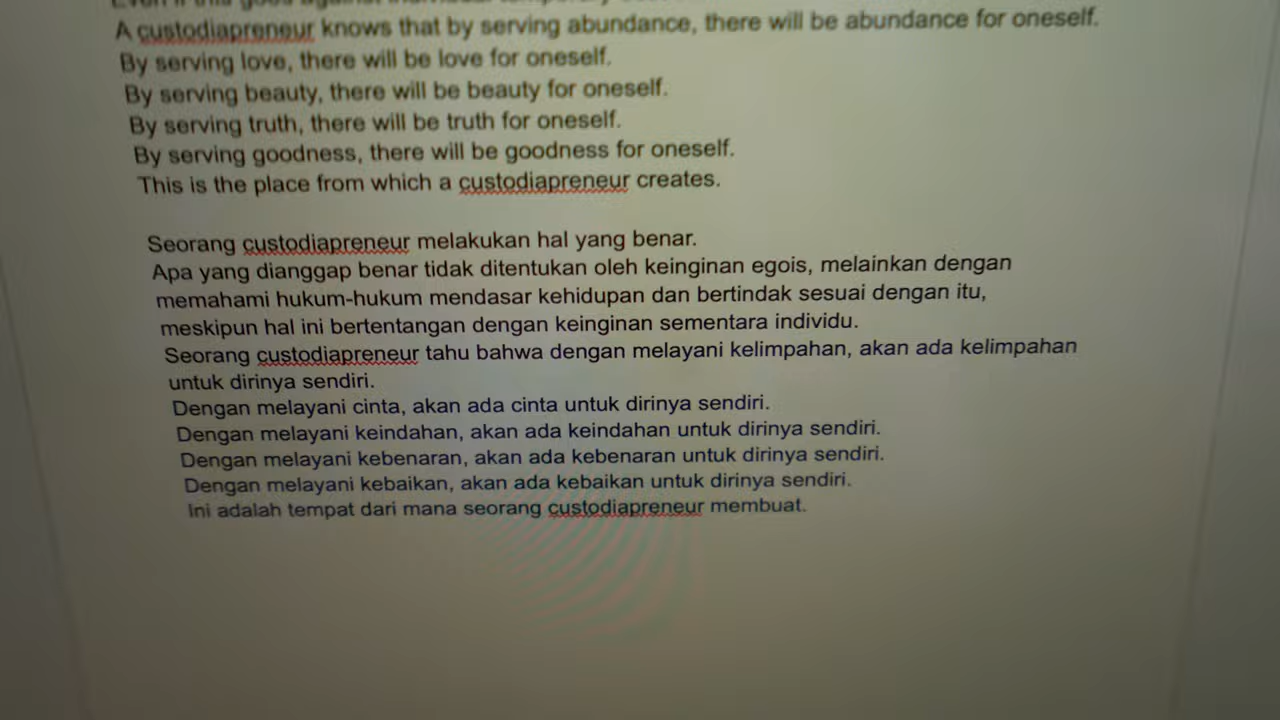 A custodiapreneur knows that by serving abundance, there will be abundance for oneself.
By serving love, there will be love for oneself.
By serving beauty, there will be beauty for oneself.
By serving truth, there will be truth for oneself.
By serving goodness, there will be goodness for oneself.
This is the place from which a custodiapreneur creates.
Seorang custodiapreneur melakukan hal yang benar.
Apa yang dianggap benar tidak ditentukan oleh keinginan egois, melainkan dengan
memahami hukum-hukum mendasar kehidupan dan bertindak sesuai dengan itu,
meskipun hal ini bertentangan dengan keinginan sementara individu.
Seorang custodiapreneur tahu bahwa dengan melayani kelimpahan, akan ada kelimpahan
untuk dirinya sendiri.
Dengan melayani cinta, akan ada cinta untuk dirinya sendiri.
Dengan melayani keindahan, akan ada keindahan untuk dirinya sendiri.
Dengan melayani kebenaran, akan ada kebenaran untuk dirinya sendiri.
Dengan melayani kebaikan, akan ada kebaikan untuk dirinya sendiri.
Ini adalah tempat dari mana seorang custodiapreneur membuat.